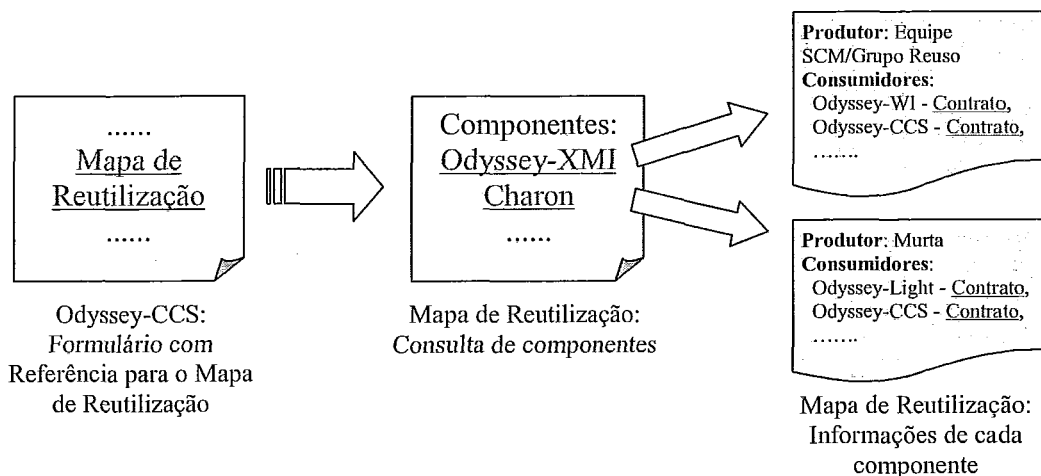 ......
Mapa de
Reutilização
......
Odyssey-CCS:
Formulário com
Referência para o Mapa
de Reutilização
Componentes:
Odyssey-XMI
Charon
......
Mapa de Reutilização:
Consulta de componentes
Produtor: Equipe
SCM/Grupo Reuso
Consumidores:
Odyssey-WI - Contrato,
Odyssey-CCS - Contrato,
.......
Produtor: Murta
Consumidores:
Odyssey-Light - Contrato,
Odyssey-CCS - Contrato,
.......
Mapa de Reutilização:
Informações de cada
componente